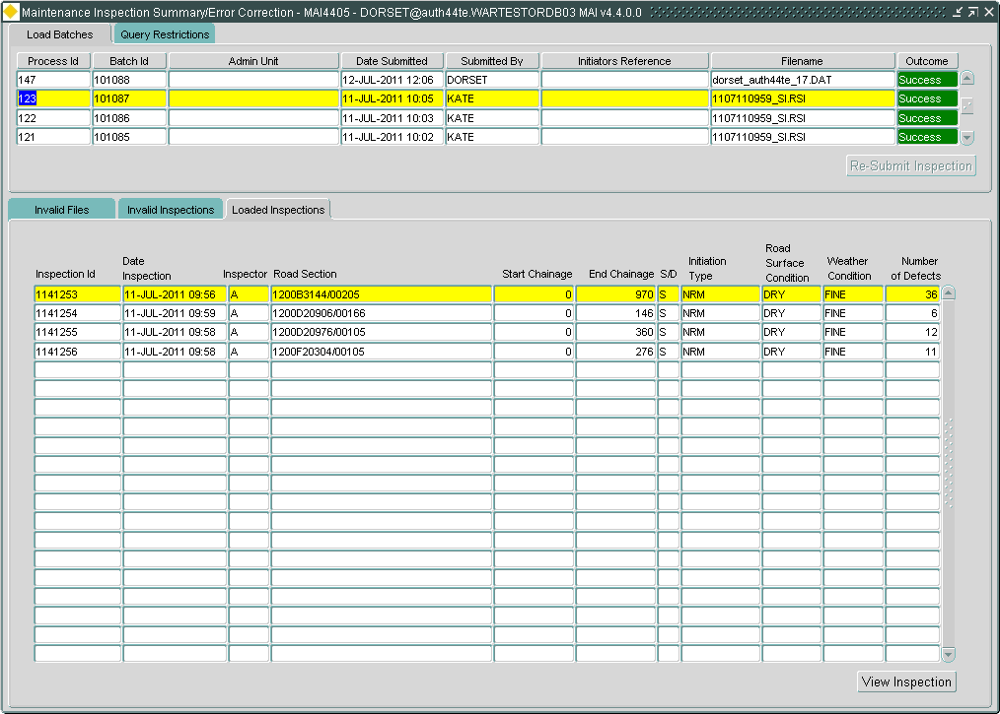 Maintenance Inspection Summary/Error Correction - MAI4405 - DORSET@auth44te.WARTESTORDB03 MAI v4.4.0.0
Load Batches Query Restrictions
Process Id Batch Id Admin Unit Date Submitted Submitted By Initiators Reference Filename Outcome
147 101088 12-JUL-2011 12:06 DORSET dorset_auth44te_17.DAT Success
123 101087 11-JUL-2011 10:05 KATE 1107110959_SI.RSI Success
122 101086 11-JUL-2011 10:03 KATE 1107110959_SI.RSI Success
121 101085 11-JUL-2011 10:02 KATE 1107110959_SI.RSI Success
Re-Submit Inspection
Invalid Files Invalid Inspections Loaded Inspections
Inspection Id Date Inspection Inspector Road Section Start Chainage End Chainage S/D Initiation Type Road Surface Condition Weather Condition Number of Defects
1141253 11-JUL-2011 09:56 A 1200B3144/00205 0 970 S NRM DRY FINE 36
1141254 11-JUL-2011 09:59 A 1200D20906/00166 0 146 S NRM DRY FINE 6
1141255 11-JUL-2011 09:58 A 1200D20976/00105 0 360 S NRM DRY FINE 12
1141256 11-JUL-2011 09:58 A 1200F20304/00105 0 276 S NRM DRY FINE 11
View Inspection